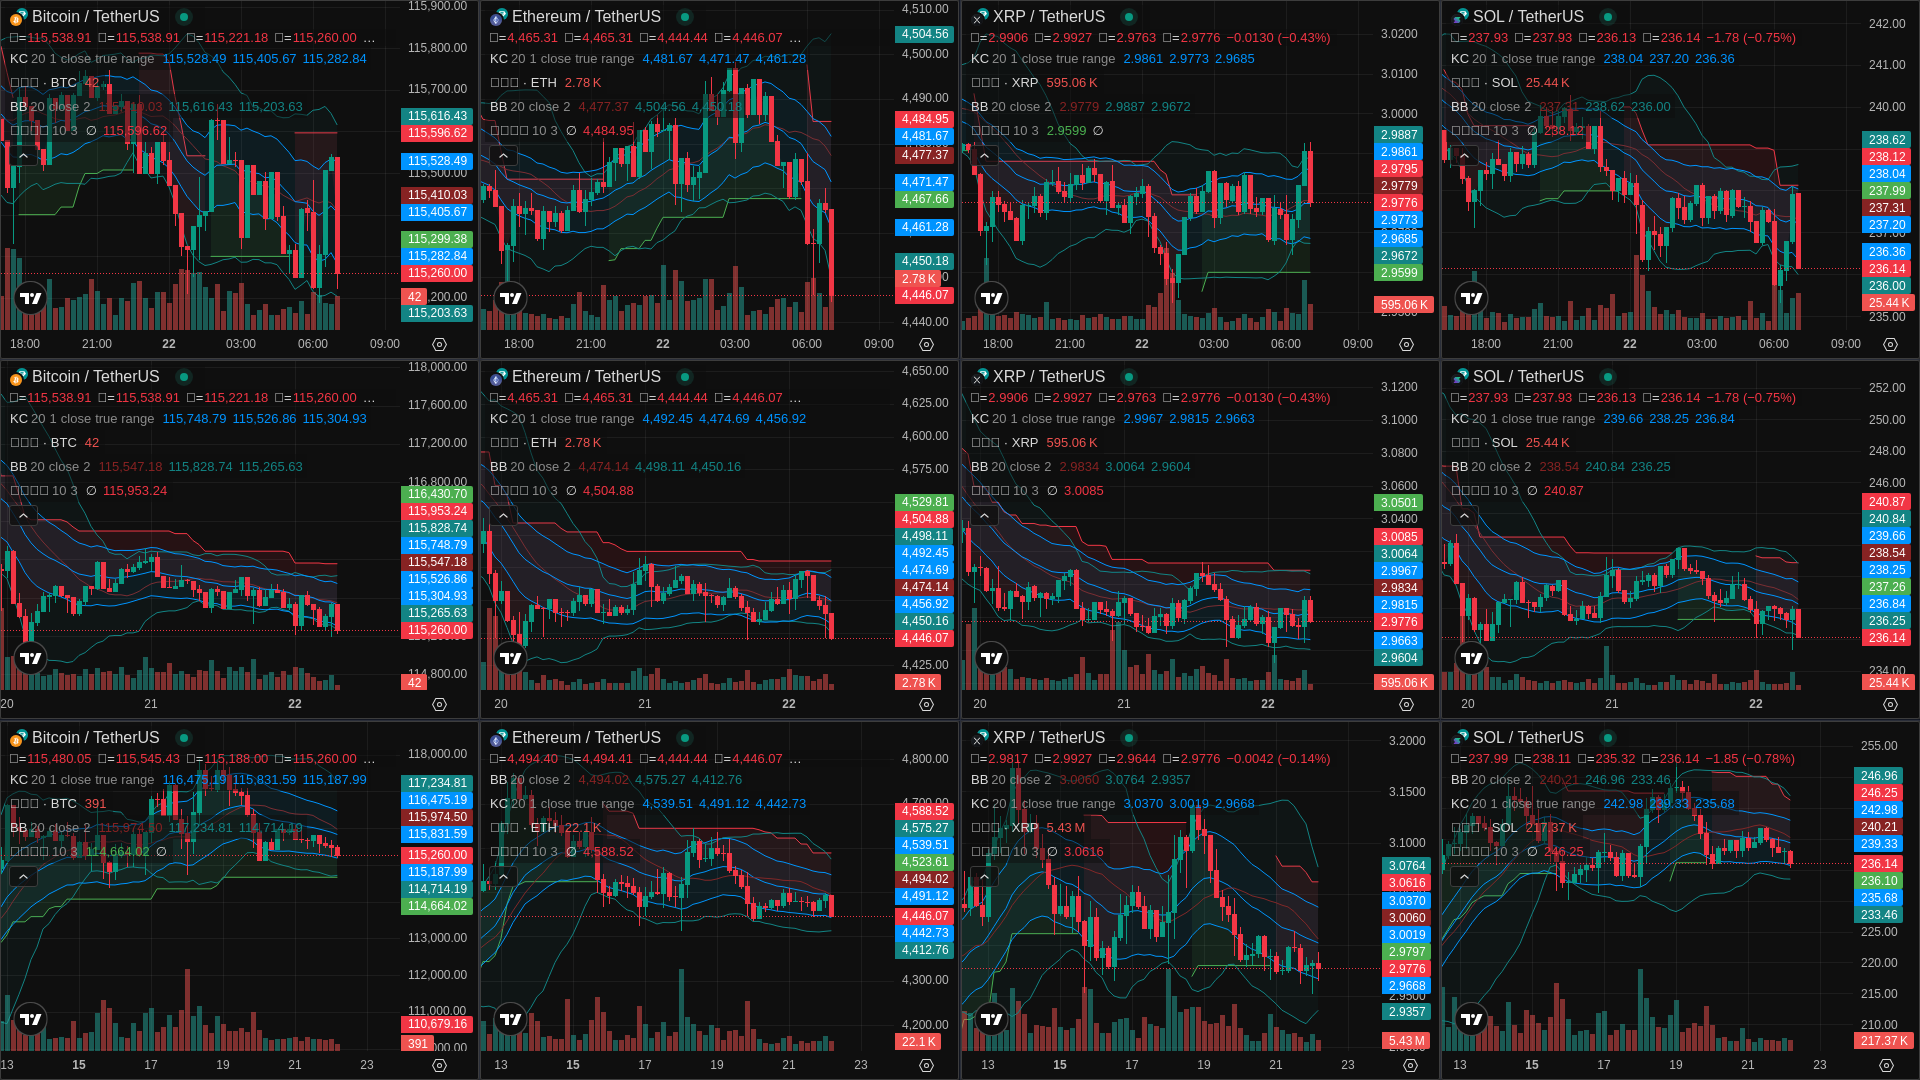 Bitcoin / TetherUS
□=115,538.91 □=115,538.91 □=115,221.18 □=115,260.00 …
KC 20 1 close true range 115,528.49 115,405.67 115,282.84
□□□ · BTC 42
BB 20 close 2 115,410.03 115,616.43 115,203.63
□□□□ 10 3 ∅ 115,596.62
115,900.00
115,800.00
115,700.00
115,616.43
115,596.62
115,528.49
115,500.00
115,410.03
115,405.67
115,299.38
115,282.84
115,260.00
42
115,203.63
18:00 21:00 22 03:00 06:00 09:00
Ethereum / TetherUS
□=4,465.31 □=4,465.31 □=4,444.44 □=4,446.07 …
KC 20 1 close true range 4,481.67 4,471.47 4,461.28
□□□ · ETH 2.78 K
BB 20 close 2 4,477.37 4,504.56 4,450.18
□□□□ 10 3 ∅ 4,484.95
4,510.00
4,504.56
4,500.00
4,490.00
4,484.95
4,481.67
4,477.37
4,471.47
4,467.66
4,461.28
4,450.18
2.78 K
4,446.07
4,440.00
18:00 21:00 22 03:00 06:00 09:00
XRP / TetherUS
□=2.9906 □=2.9927 □=2.9763 □=2.9776 −0.0130 (−0.43%)
KC 20 1 close true range 2.9861 2.9773 2.9685
□□□ · XRP 595.06 K
BB 20 close 2 2.9779 2.9887 2.9672
□□□□ 10 3 2.9599 ∅
3.0200
3.0100
3.0000
2.9887
2.9861
2.9795
2.9779
2.9776
2.9773
2.9685
2.9672
2.9599
595.06 K
18:00 21:00 22 03:00 06:00 09:00
SOL / TetherUS
□=237.93 □=237.93 □=236.13 □=236.14 −1.78 (−0.75%)
KC 20 1 close true range 238.04 237.20 236.36
□□□ · SOL 25.44 K
BB 20 close 2 237.31 238.62 236.00
□□□□ 10 3 ∅ 238.12
242.00
241.00
240.00
238.62
238.12
238.04
237.99
237.31
237.20
237.00
236.36
236.14
236.00
25.44 K
235.00
18:00 21:00 22 03:00 06:00 09:00
Bitcoin / TetherUS
□=115,538.91 □=115,538.91 □=115,221.18 □=115,260.00 …
KC 20 1 close true range 115,748.79 115,526.86 115,304.93
□□□ · BTC 42
BB 20 close 2 115,547.18 115,828.74 115,265.63
□□□□ 10 3 ∅ 115,953.24
118,000.00
117,600.00
117,200.00
116,800.00
116,430.70
115,953.24
115,828.74
115,748.79
115,547.18
115,526.86
115,304.93
115,265.63
115,260.00
42
20 21 22
Ethereum / TetherUS
□=4,465.31 □=4,465.31 □=4,444.44 □=4,446.07 …
KC 20 1 close true range 4,492.45 4,474.69 4,456.92
□□□ · ETH 2.78 K
BB 20 close 2 4,474.14 4,498.11 4,450.16
□□□□ 10 3 ∅ 4,504.88
4,650.00
4,625.00
4,600.00
4,575.00
4,529.81
4,504.88
4,498.11
4,492.45
4,474.69
4,474.14
4,456.92
4,450.16
4,446.07
4,425.00
2.78 K
20 21 22
XRP / TetherUS
□=2.9906 □=2.9927 □=2.9763 □=2.9776 −0.0130 (−0.43%)
KC 20 1 close true range 2.9967 2.9815 2.9663
□□□ · XRP 595.06 K
BB 20 close 2 2.9834 3.0064 2.9604
□□□□ 10 3 ∅ 3.0085
3.1200
3.1000
3.0800
3.0600
3.0501
3.0400
3.0085
3.0064
2.9967
2.9834
2.9815
2.9776
2.9663
2.9604
595.06 K
20 21 22
SOL / TetherUS
□=237.93 □=237.93 □=236.13 □=236.14 −1.78 (−0.75%)
KC 20 1 close true range 239.66 238.25 236.84
□□□ · SOL 25.44 K
BB 20 close 2 238.54 240.84 236.25
□□□□ 10 3 ∅ 240.87
252.00
250.00
248.00
246.00
240.87
240.84
239.66
238.54
238.25
237.26
236.84
236.25
236.14
234.00
25.44 K
20 21 22
Bitcoin / TetherUS
□=115,480.05 □=115,545.43 □=115,188.00 □=115,260.00 …
KC 20 1 close true range 116,475.19 115,831.59 115,187.99
□□□ · BTC 391
BB 20 close 2 115,974.50 117,234.81 114,714.19
□□□□ 10 3 114,664.02 ∅
118,000.00
117,234.81
116,475.19
115,974.50
115,831.59
115,260.00
115,187.99
114,714.19
114,664.02
113,000.00
112,000.00
111,000.00
110,679.16
391
13 15 17 19 21 23
Ethereum / TetherUS
□=4,494.40 □=4,494.41 □=4,444.44 □=4,446.07 …
BB 20 close 2 4,494.02 4,575.27 4,412.76
KC 20 1 close true range 4,539.51 4,491.12 4,442.73
□□□ · ETH 22.1 K
□□□□ 10 3 ∅ 4,588.52
4,800.00
4,700.00
4,588.52
4,575.27
4,539.51
4,523.61
4,494.02
4,491.12
4,446.07
4,442.73
4,412.76
4,300.00
4,200.00
22.1 K
13 15 17 19 21 23
XRP / TetherUS
□=2.9817 □=2.9927 □=2.9644 □=2.9776 −0.0042 (−0.14%)
BB 20 close 2 3.0060 3.0764 2.9357
KC 20 1 close true range 3.0370 3.0019 2.9668
□□□ · XRP 5.43 M
□□□□ 10 3 ∅ 3.0616
3.2000
3.1500
3.1000
3.0764
3.0616
3.0370
3.0060
3.0019
2.9797
2.9776
2.9668
2.9500
2.9357
5.43 M
13 15 17 19 21 23
SOL / TetherUS
□=237.99 □=238.11 □=235.32 □=236.14 −1.85 (−0.78%)
BB 20 close 2 240.21 246.96 233.46
KC 20 1 close true range 242.98 239.33 235.68
□□□ · SOL 217.37 K
□□□□ 10 3 ∅ 246.25
255.00
246.96
246.25
242.98
240.21
239.33
236.14
236.10
235.68
233.46
225.00
220.00
215.00
210.00
217.37 K
13 15 17 19 21 23